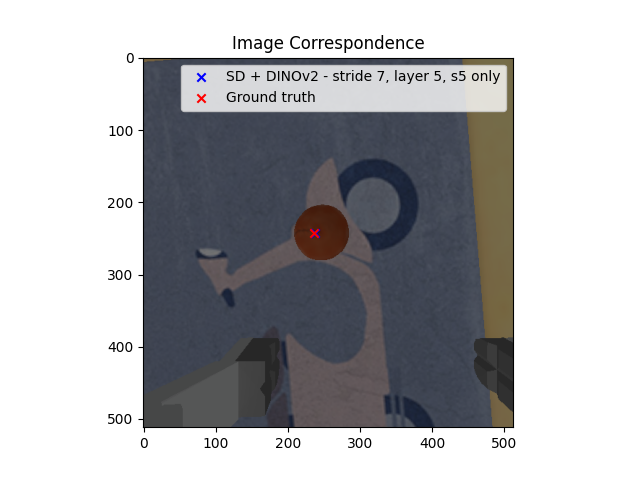 Image Correspondence
SD + DINOv2 - stride 7, layer 5, s5 only
Ground truth
0
100
200
300
400
500
0 100 200 300 400 500